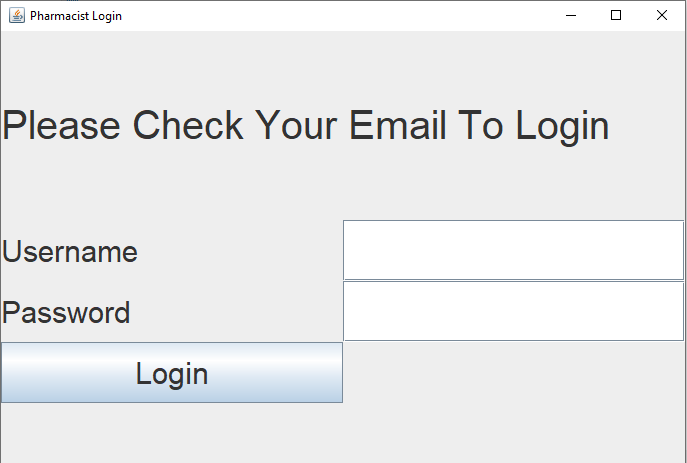 Pharmacist Login
Please Check Your Email To Login
Username
Password
Login